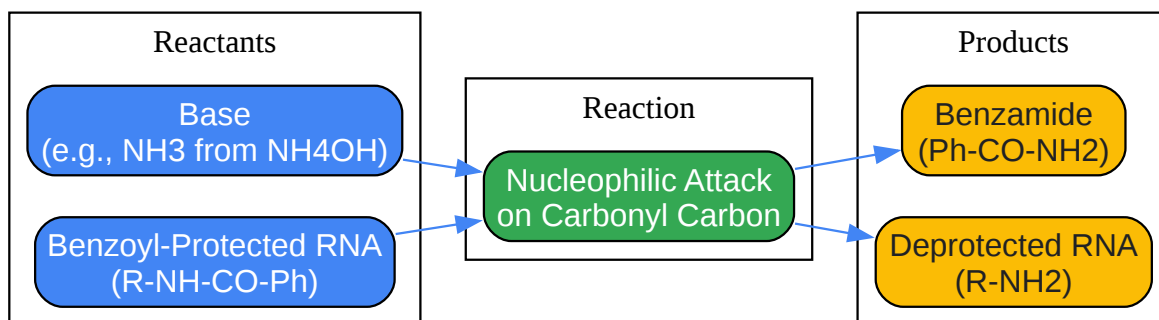 Reactants
Base
(e.g., NH3 from NH4OH)
Benzoyl-Protected RNA
(R-NH-CO-Ph)
Reaction
Nucleophilic Attack
on Carbonyl Carbon
Products
Benzamide
(Ph-CO-NH2)
Deprotected RNA
(R-NH2)